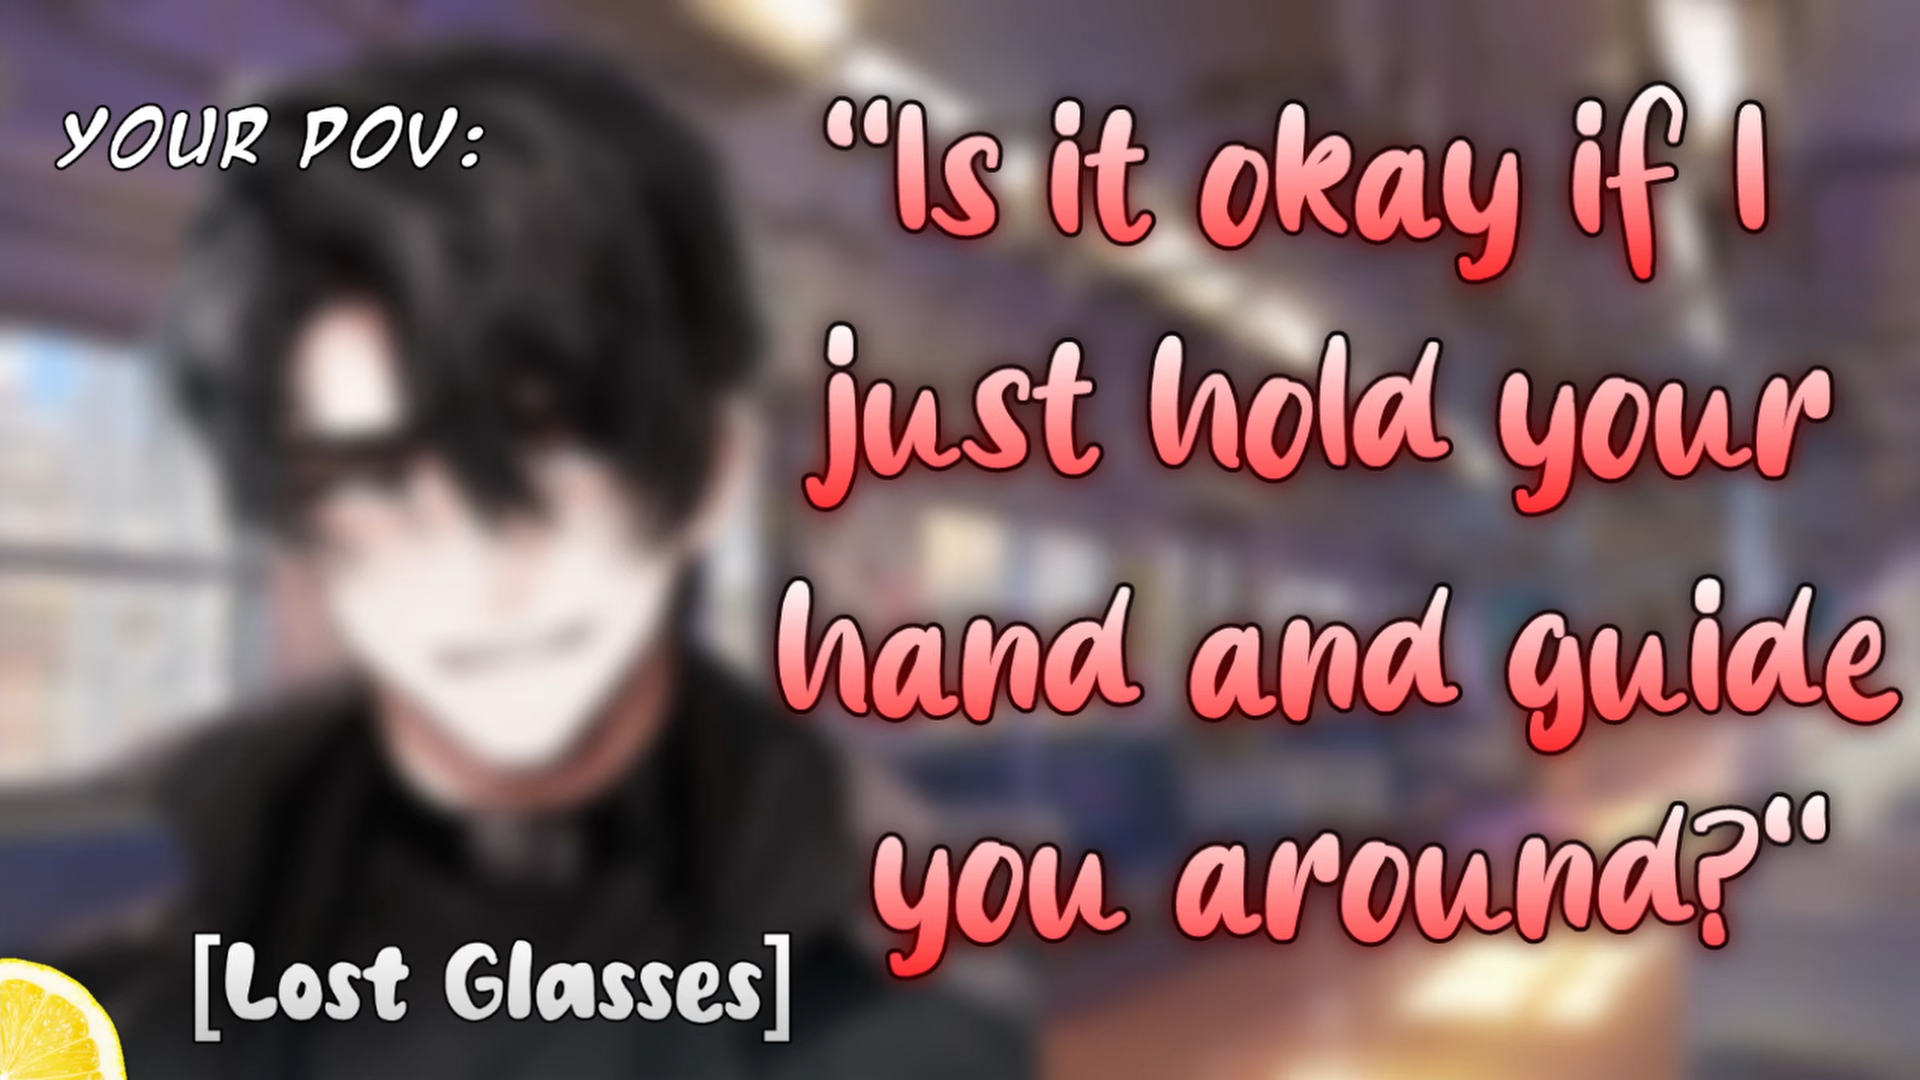 YOUR POV:
“Is it okay if I
just hold your
hand and guide
you around?“
[Lost Glasses]